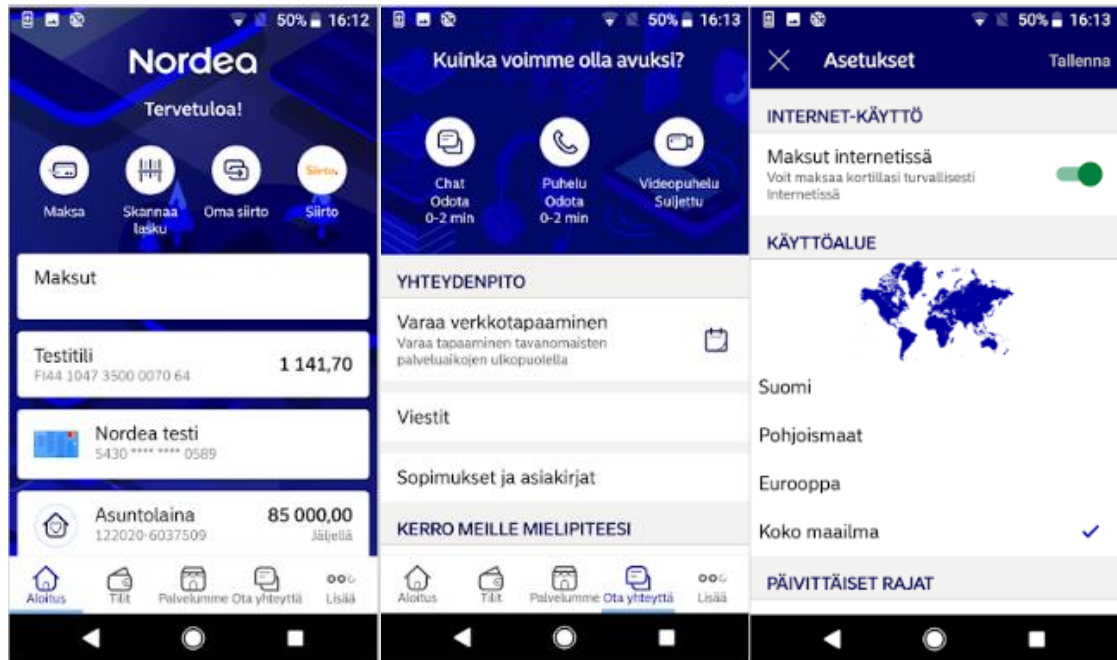 50% 16:12
Nordea
Tervetuloa!
Maksa
Skannaa
lasku
Oma siirto
Siirto.
Siirto
Maksut
Testitili
FI44 1047 3500 0070 64
1 141,70
Nordea testi
5430 **** **** 0589
Asuntolaina
122020-6037509
85 000,00
Jäljellä
Aloitus
Tilit
Palvelumme
Ota yhteyttä
Lisää
50% 16:13
Kuinka voimme olla avuksi?
Chat
Odota
0-2 min
Puhelu
Odota
0-2 min
Videopuhelu
Suljettu
YHTEYDENPITO
Varaa verkkotapaaminen
Varaa tapaaminen tavanomaisten
palveluaikojen ulkopuolella
Viestit
Sopimukset ja asiakirjat
KERRO MEILLE MIELIPITEESI
Aloitus
Tilit
Palvelumme
Ota yhteyttä
Lisää
50% 16:13
Asetukset
Tallenna
INTERNET-KÄYTTÖ
Maksut internetissä
Voit maksaa kortillasi turvallisesti
Internetissä
KÄYTTÖALUE
Suomi
Pohjoismaat
Eurooppa
Koko maailma
PÄIVITTÄISET RAJAT